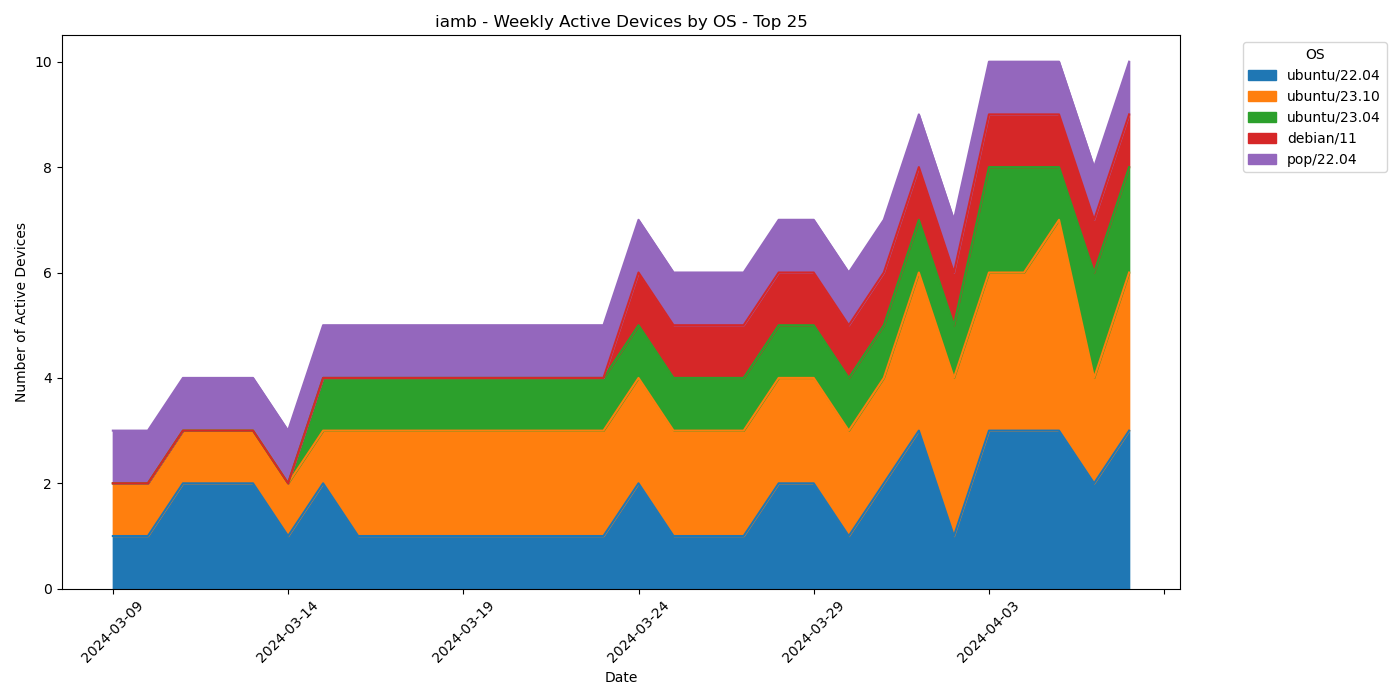 iamb - Weekly Active Devices by OS - Top 25
OS
ubuntu/22.04
ubuntu/23.10
ubuntu/23.04
debian/11
pop/22.04
Number of Active Devices
10
8
6
4
2
0
2024-03-09
2024-03-14
2024-03-19
2024-03-24
2024-03-29
2024-04-03
Date